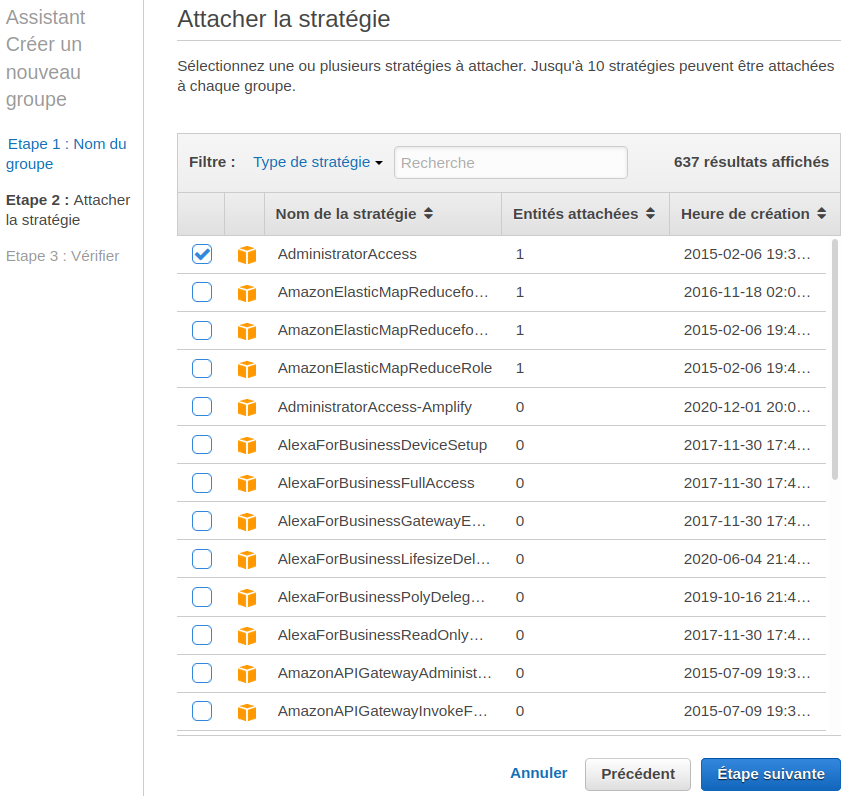 Assistant
Créer un
nouveau
groupe
Etape 1 : Nom du
groupe
Etape 2 : Attacher
la stratégie
Etape 3 : Vérifier
Attacher la stratégie
Sélectionnez une ou plusieurs stratégies à attacher. Jusqu'à 10 stratégies peuvent être attachées
à chaque groupe.
Filtre : Type de stratégie Recherche 637 résultats affichés
Nom de la stratégie Entités attachées Heure de création
AdministratorAccess 1 2015-02-06 19:3…
AmazonElasticMapReducefo… 1 2016-11-18 02:0…
AmazonElasticMapReducefo… 1 2015-02-06 19:4…
AmazonElasticMapReduceRole 1 2015-02-06 19:4…
AdministratorAccess-Amplify 0 2020-12-01 20:0…
AlexaForBusinessDeviceSetup 0 2017-11-30 17:4…
AlexaForBusinessFullAccess 0 2017-11-30 17:4…
AlexaForBusinessGatewayE… 0 2017-11-30 17:4…
AlexaForBusinessLifesizeDel… 0 2020-06-04 21:4…
AlexaForBusinessPolyDeleg… 0 2019-10-16 21:4…
AlexaForBusinessReadOnly… 0 2017-11-30 17:4…
AmazonAPIGatewayAdminist… 0 2015-07-09 19:3…
AmazonAPIGatewayInvokeF… 0 2015-07-09 19:3…
Annuler Précédent Étape suivante